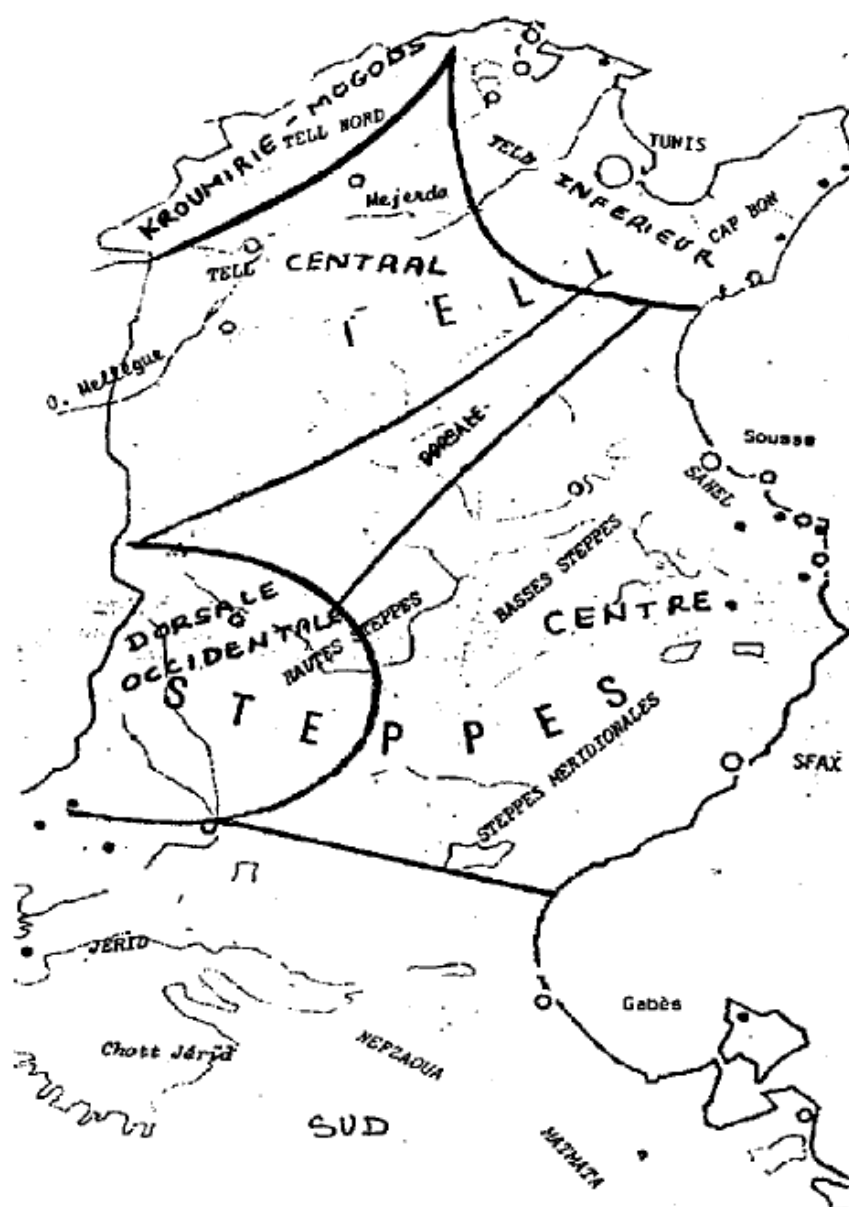 KROUMIRIE - MOGODS
TELL NORD
TUNIS
TELL
INFERIEUR
CAP BON
Mejerda
TELL
CENTRAL
TELL
O. Mellègue
DORSALE
Sousse
SAHEL
BASSES STEPPES
CENTRE
DORSALE
OCCIDENTALE
HAUTES STEPPES
STEPPES
STEPPES MERIDIONALES
SFAX
JERID
Gabès
Chott Jérid
NEFZAOUA
SUD
MATMATA